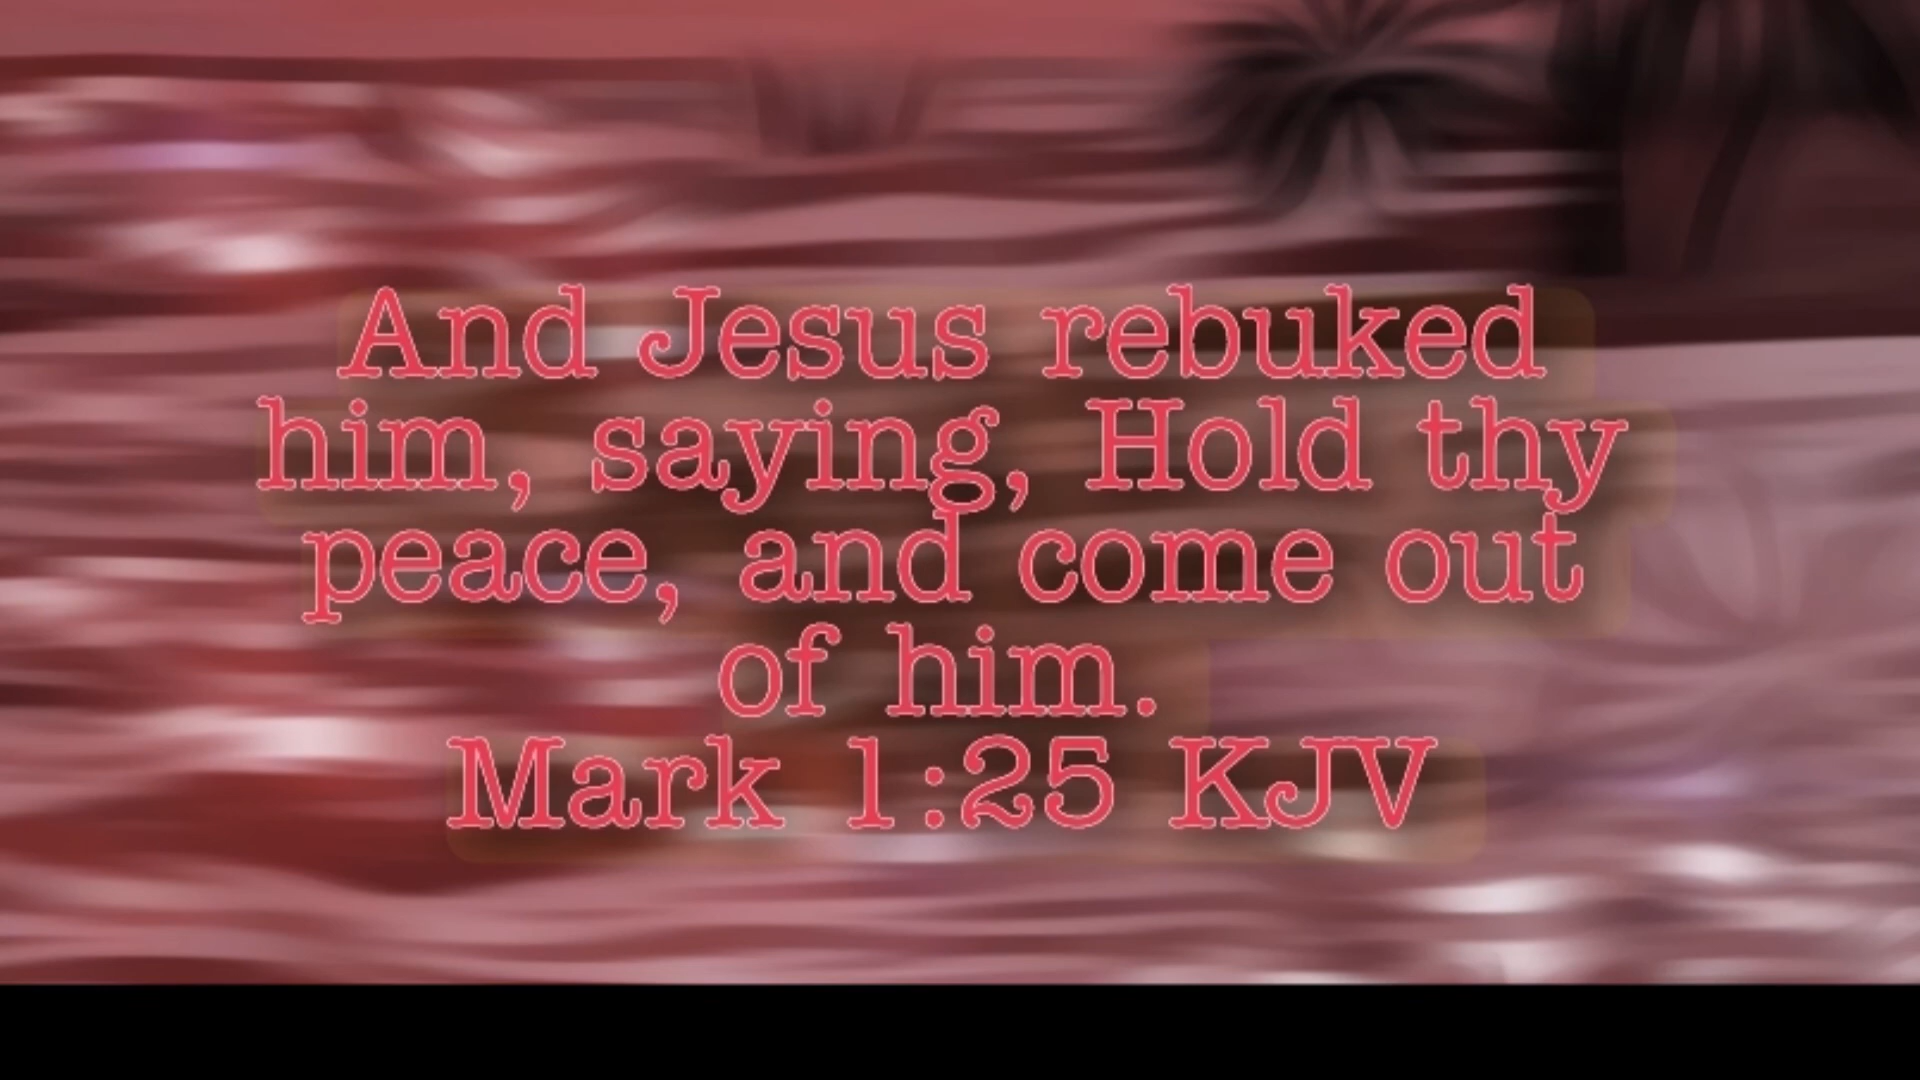 And Jesus rebuked
him, saying, Hold thy
peace, and come out
of him.
Mark 1:25 KJV